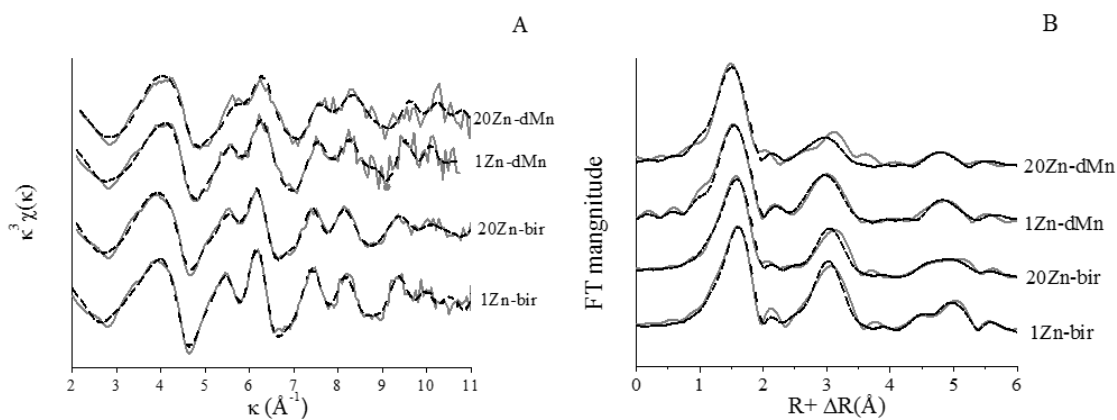 A
B
20Zn-dMn
1Zn-dMn
20Zn-bir
1Zn-bir
κ³ χ(κ)
2 3 4 5 6 7 8 9 10 11
κ (Å⁻¹)
20Zn-dMn
1Zn-dMn
20Zn-bir
1Zn-bir
FT mangnitude
0 1 2 3 4 5 6
R+ ΔR(Å)